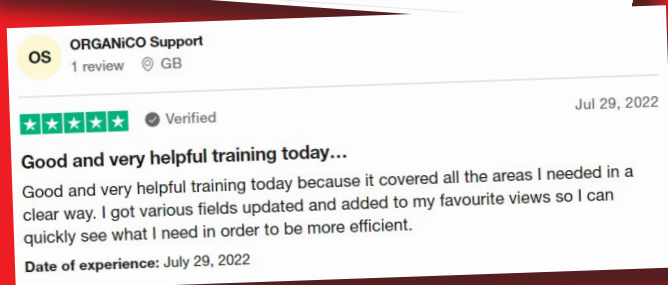 OS
ORGANiCO Support
1 review GB
Jul 29, 2022
Verified
Good and very helpful training today...
Good and very helpful training today because it covered all the areas I needed in a
clear way. I got various fields updated and added to my favourite views so I can
quickly see what I need in order to be more efficient.
Date of experience: July 29, 2022